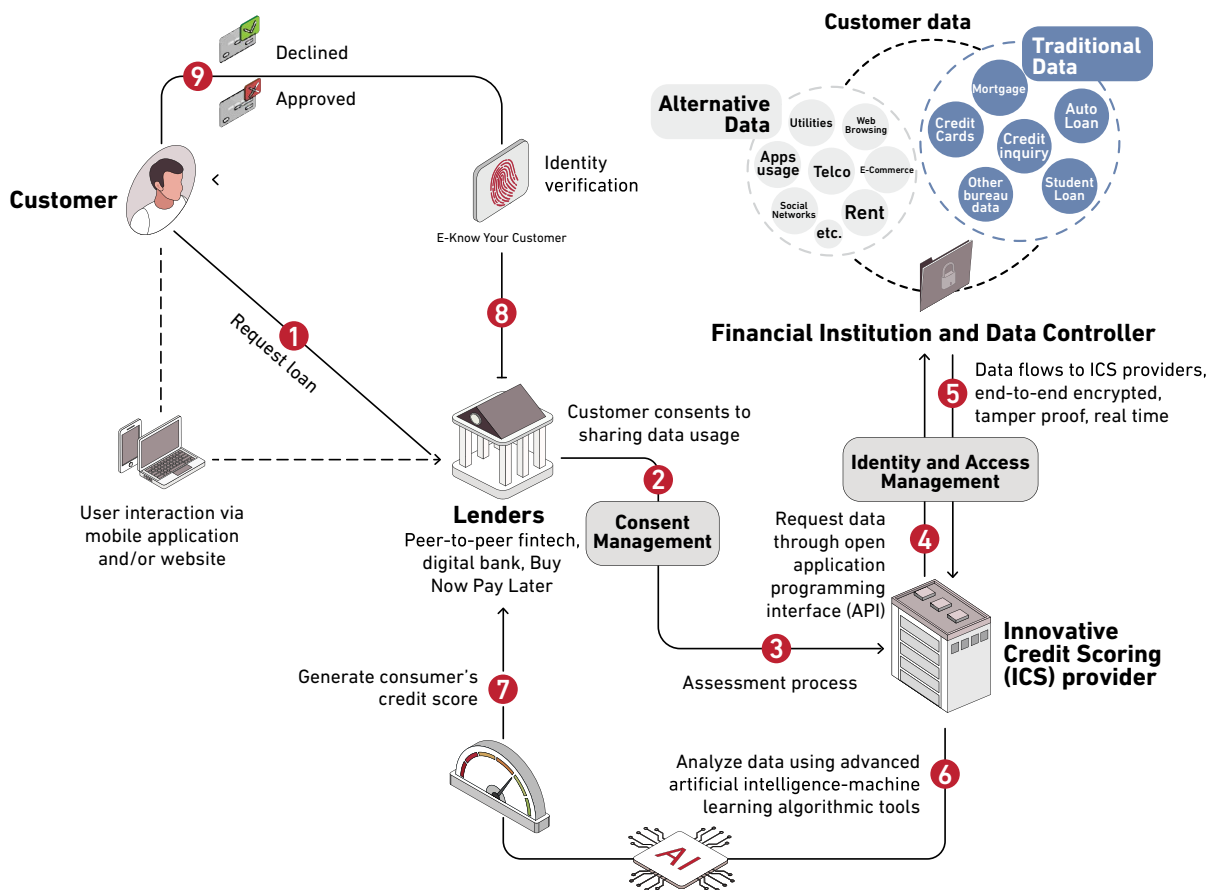 Customer data
Declined
9
Approved
Traditional
Data
Mortgage
Auto
Loan
Credit
Cards
Credit
inquiry
Other
bureau
data
Student
Loan
Alternative
Data
Utilities
Web
Browsing
Apps
usage
Telco
E-Commerce
Social
Networks
Rent
etc.
Customer
Identity
verification
E-Know Your Customer
8
1
Request loan
Financial Institution and Data Controller
5
Data flows to ICS providers,
end-to-end encrypted,
tamper proof, real time
Customer consents to
sharing data usage
2
Identity and Access
Management
User interaction via
mobile application
and/or website
Lenders
Peer-to-peer fintech,
digital bank, Buy
Now Pay Later
Consent
Management
Request data
through open
application
programming
interface (API)
4
3
Assessment process
Innovative
Credit Scoring
(ICS) provider
Generate consumer's
credit score
7
Analyze data using advanced
artificial intelligence-machine
learning algorithmic tools
6
AI